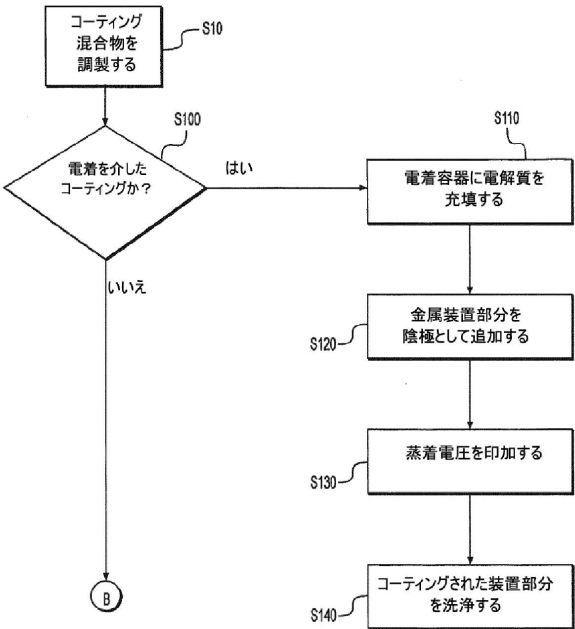 コーティング
混合物を
調製する
S10
S100
電着を介した
コーティングか?
はい
いいえ
B
S110
電着容器に電解質を
充填する
金属装置部分を
陰極として追加する
S120
蒸着電圧を印加する
S130
コーティングされた装置部分
を洗浄する
S140